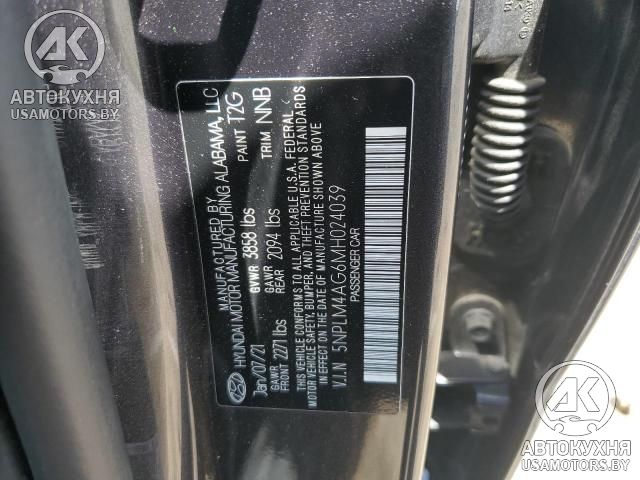 AK
АВТОКУХНЯ
USAMOTORS.BY
MANUFACTURED BY
HYUNDAI MOTOR MANUFACTURING ALABAMA, LLC
Jan/07/21 GVWR 3858 lbs PAINT T2G
GAWR FRONT 2271 lbs GAWR REAR 2094 lbs TRIM NNB
THIS VEHICLE CONFORMS TO ALL APPLICABLE U.S.A. FEDERAL
MOTOR VEHICLE SAFETY, BUMPER, AND THEFT PREVENTION STANDARDS
IN EFFECT ON THE DATE OF MANUFACTURE SHOWN ABOVE.
V.I.N 5NPLM4AG6MH024039
PASSENGER CAR
AK
АВТОКУХНЯ
USAMOTORS.BY